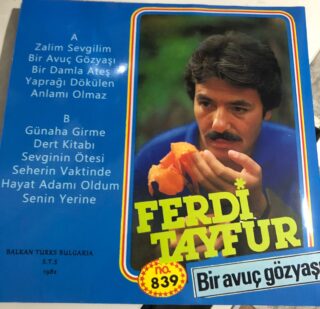 A
Zalim Sevgilim
Bir Avuç Gözyaşı
Bir Damla Ateş
Yaprağı Dökülen
Anlamı Olmaz
B
Günaha Girme
Dert Kitabı
Sevginin Ötesi
Seherin Vaktinde
Hayat Adamı Oldum
Senin Yerine
BALKAN TURKS BULGARIA
S.T.S
1982
FERDİ
TAYFUR
no.
839
Bir avuç gözyaşı